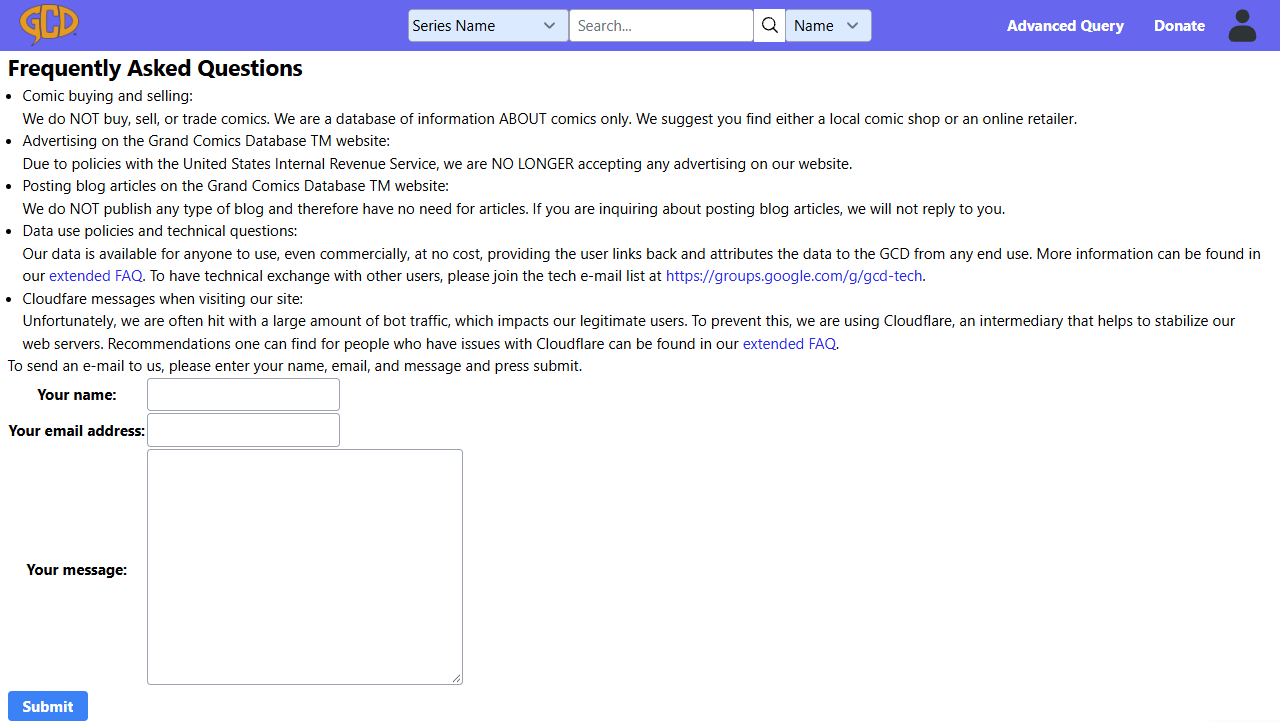 GCD
Series Name
Search...
Name
Advanced Query
Donate
Frequently Asked Questions
• Comic buying and selling:
We do NOT buy, sell, or trade comics. We are a database of information ABOUT comics only. We suggest you find either a local comic shop or an online retailer.
• Advertising on the Grand Comics Database TM website:
Due to policies with the United States Internal Revenue Service, we are NO LONGER accepting any advertising on our website.
• Posting blog articles on the Grand Comics Database TM website:
We do NOT publish any type of blog and therefore have no need for articles. If you are inquiring about posting blog articles, we will not reply to you.
• Data use policies and technical questions:
Our data is available for anyone to use, even commercially, at no cost, providing the user links back and attributes the data to the GCD from any end use. More information can be found in
our extended FAQ. To have technical exchange with other users, please join the tech e-mail list at https://groups.google.com/g/gcd-tech.
• Cloudfare messages when visiting our site:
Unfortunately, we are often hit with a large amount of bot traffic, which impacts our legitimate users. To prevent this, we are using Cloudflare, an intermediary that helps to stabilize our
web servers. Recommendations one can find for people who have issues with Cloudflare can be found in our extended FAQ.
To send an e-mail to us, please enter your name, email, and message and press submit.
Your name:
Your email address:
Your message:
Submit